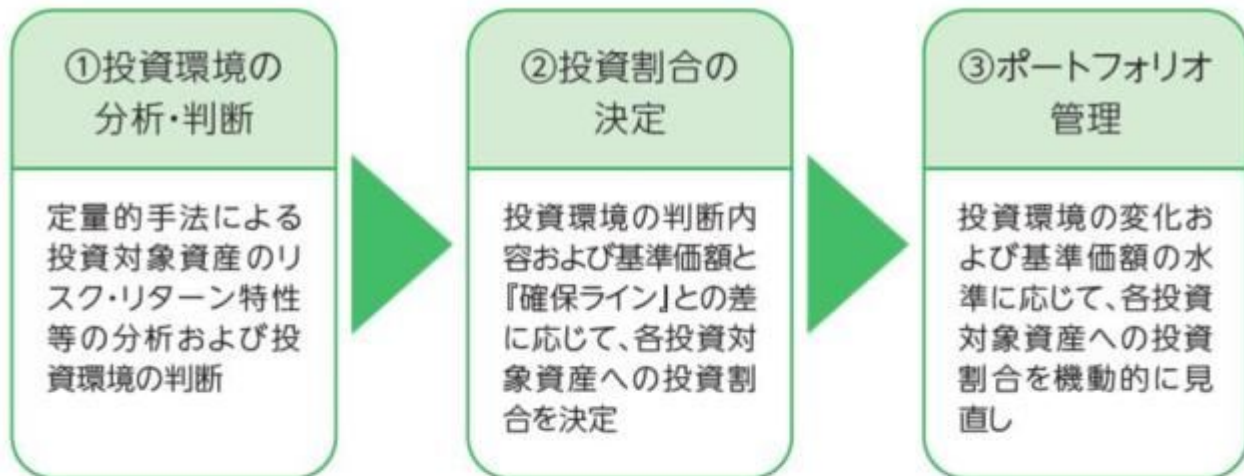 ①投資環境の
分析・判断
定量的手法による
投資対象資産のリ
スク・リターン特性
等の分析および投
資環境の判断
②投資割合の
決定
投資環境の判断内
容および基準価額と
『確保ライン』との差
に応じて、各投資対
象資産への投資割
合を決定
③ポートフォリオ
管理
投資環境の変化お
よび基準価額の水
準に応じて、各投資
対象資産への投資
割合を機動的に見
直し